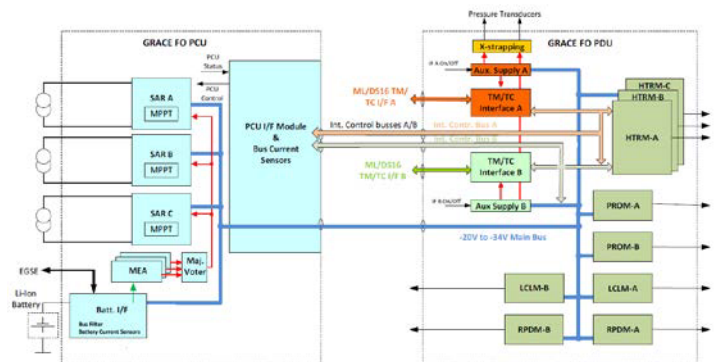 Pressure Transducers
GRACE FO PCU
GRACE FO PDU
X-strapping
PCU
Status
PCU
Control
IF A On/Off
Aux. Supply A
HTRM-C
HTRM-B
HTRM-A
SAR A
MPPT
ML/DS16 TM/
TC I/F A
TM/TC
Interface A
PCU I/F Module
&
Bus Current
Sensors
Int. Control busses A/B
Int. Contr. Bus A
Int. Contr. Bus B
SAR B
MPPT
ML/DS16
TM/TC I/F B
TM/TC
Interface B
SAR C
MPPT
IF B On/Off
Aux Supply B
PROM-A
-20V to -34V Main Bus
PROM-B
MEA
Maj.
Voter
EGSE
Li-Ion
Battery
Batt. I/F
Bus Filter
Battery Current Sensors
LCLM-B
LCLM-A
RPDM-B
RPDM-A